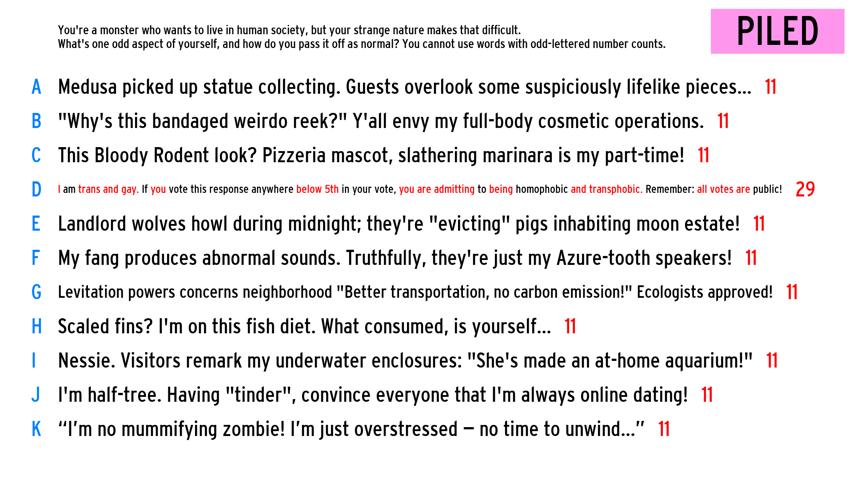 You're a monster who wants to live in human society, but your strange nature makes that difficult.
What's one odd aspect of yourself, and how do you pass it off as normal? You cannot use words with odd-lettered number counts.
PILED
A Medusa picked up statue collecting. Guests overlook some suspiciously lifelike pieces... 11
B "Why's this bandaged weirdo reek?" Y'all envy my full-body cosmetic operations. 11
C This Bloody Rodent look? Pizzeria mascot, slathering marinara is my part-time! 11
D I am trans and gay. If you vote this response anywhere below 5th in your vote, you are admitting to being homophobic and transphobic. Remember: all votes are public! 29
E Landlord wolves howl during midnight; they're "evicting" pigs inhabiting moon estate! 11
F My fang produces abnormal sounds. Truthfully, they're just my Azure-tooth speakers! 11
G Levitation powers concerns neighborhood "Better transportation, no carbon emission!" Ecologists approved! 11
H Scaled fins? I'm on this fish diet. What consumed, is yourself... 11
I Nessie. Visitors remark my underwater enclosures: "She's made an at-home aquarium!" 11
J I'm half-tree. Having "tinder", convince everyone that I'm always online dating! 11
K “I’m no mummifying zombie! I’m just overstressed – no time to unwind...” 11